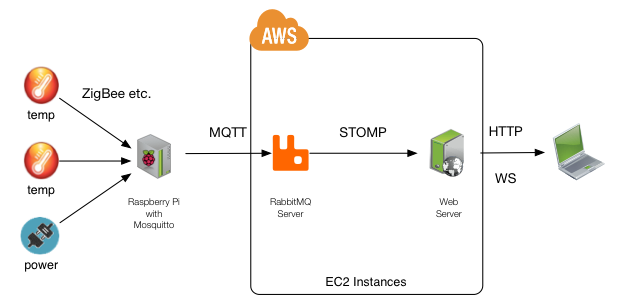 AWS
ZigBee etc.
temp
MQTT
STOMP
HTTP
WS
temp
Raspberry Pi
with
Mosquitto
RabbitMQ
Server
Web
Server
power
EC2 Instances